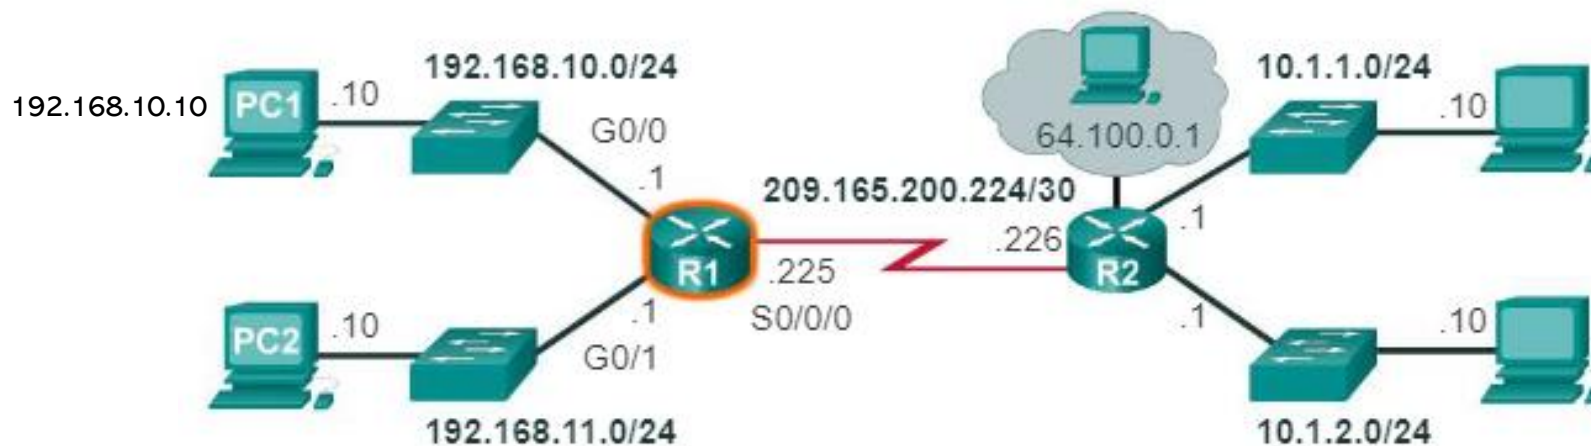 192.168.10.0/24
10.1.1.0/24
192.168.10.10
PC1
.10
G0/0
.1
64.100.0.1
.10
209.165.200.224/30
.1
R1
.225
S0/0/0
.226
R2
PC2
.10
.1
G0/1
.1
.10
192.168.11.0/24
10.1.2.0/24